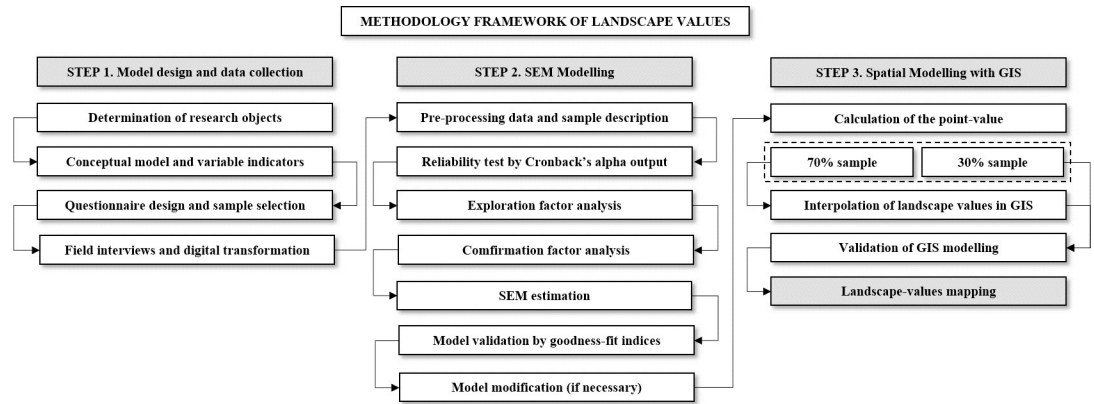 METHODOLOGY FRAMEWORK OF LANDSCAPE VALUES
STEP 1. Model design and data collection
Determination of research objects
Conceptual model and variable indicators
Questionnaire design and sample selection
Field interviews and digital transformation
STEP 2. SEM Modelling
Pre-processing data and sample description
Reliability test by Cronback's alpha output
Exploration factor analysis
Comfirmation factor analysis
SEM estimation
Model validation by goodness-fit indices
Model modification (if necessary)
STEP 3. Spatial Modelling with GIS
Calculation of the point-value
70% sample
30% sample
Interpolation of landscape values in GIS
Validation of GIS modelling
Landscape-values mapping